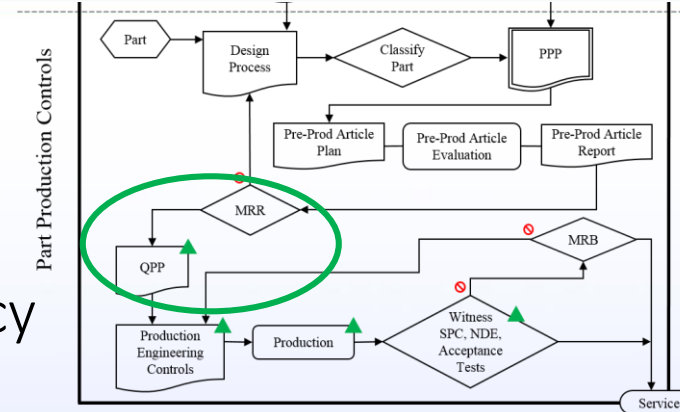 Part Production Controls
Part
Design
Process
Classify
Part
PPP
Pre-Prod Article
Plan
Pre-Prod Article
Evaluation
Pre-Prod Article
Report
MRR
MRB
QPP
cy
Production
Engineering
Controls
Production
Witness
SPC, NDE,
Acceptance
Tests
Service